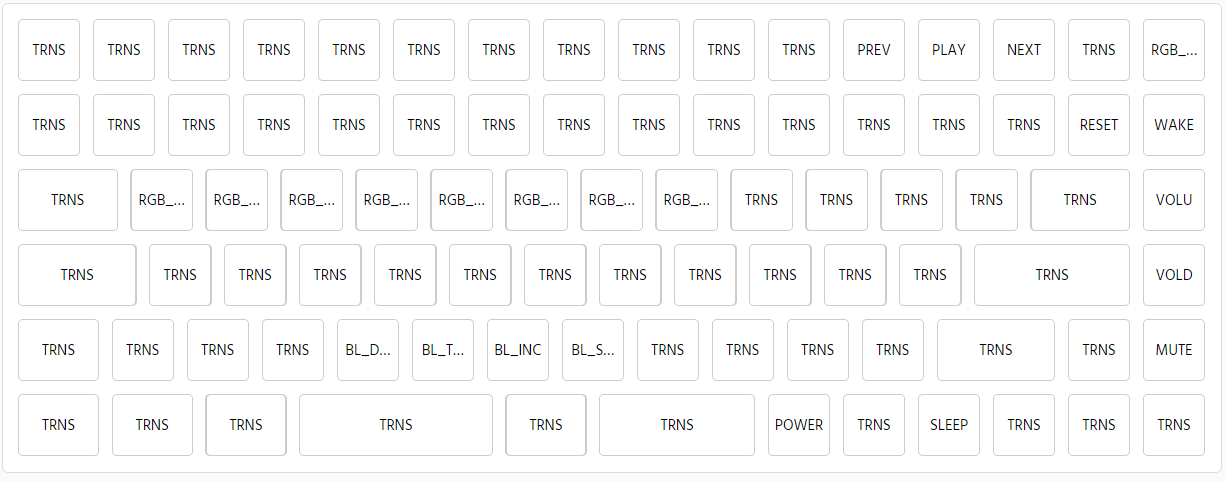 TRNS TRNS TRNS TRNS TRNS TRNS TRNS TRNS TRNS TRNS TRNS PREV PLAY NEXT TRNS RGB_...
TRNS TRNS TRNS TRNS TRNS TRNS TRNS TRNS TRNS TRNS TRNS TRNS TRNS TRNS RESET WAKE
TRNS RGB_... RGB_... RGB_... RGB_... RGB_... RGB_... RGB_... RGB_... TRNS TRNS TRNS TRNS TRNS VOLU
TRNS TRNS TRNS TRNS TRNS TRNS TRNS TRNS TRNS TRNS TRNS TRNS TRNS VOLD
TRNS TRNS TRNS TRNS BL_D... BL_T... BL_INC BL_S... TRNS TRNS TRNS TRNS TRNS TRNS MUTE
TRNS TRNS TRNS TRNS TRNS TRNS POWER TRNS SLEEP TRNS TRNS TRNS